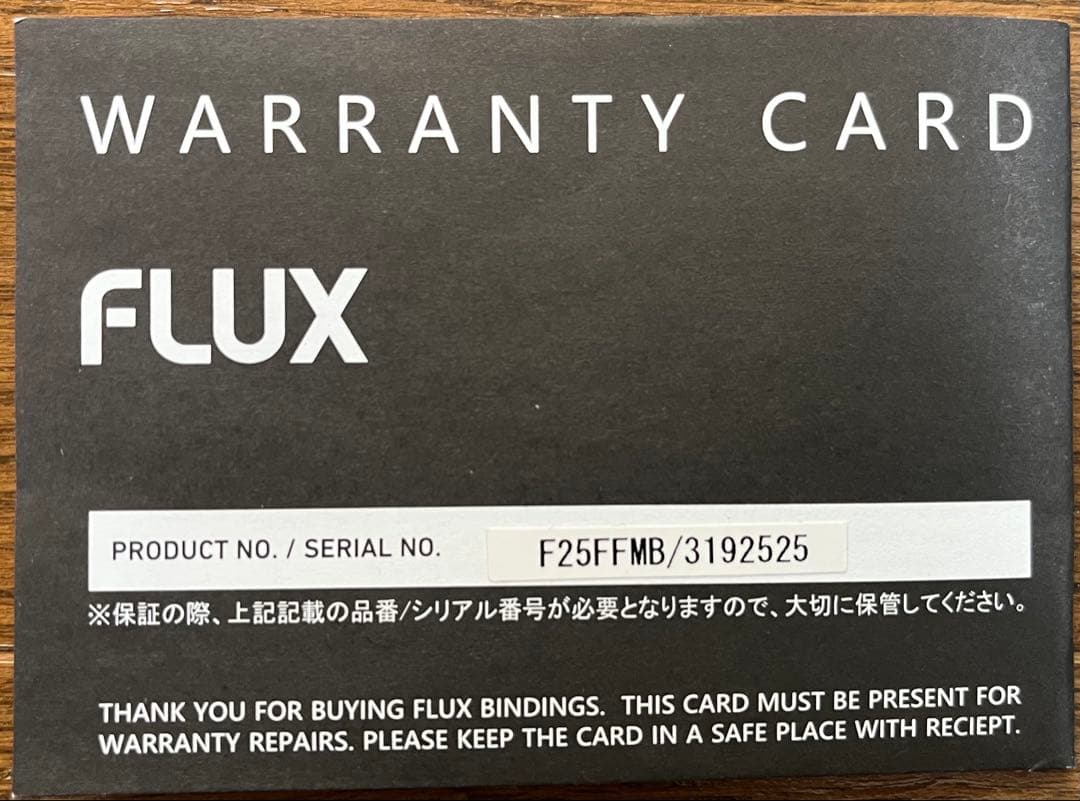 WARRANTY CARD
FLUX
PRODUCT NO. / SERIAL NO. F25FFMB/3192525
※保証の際、上記記載の品番/シリアル番号が必要となりますので、大切に保管してください。
THANK YOU FOR BUYING FLUX BINDINGS. THIS CARD MUST BE PRESENT FOR
WARRANTY REPAIRS. PLEASE KEEP THE CARD IN A SAFE PLACE WITH RECIEPT.